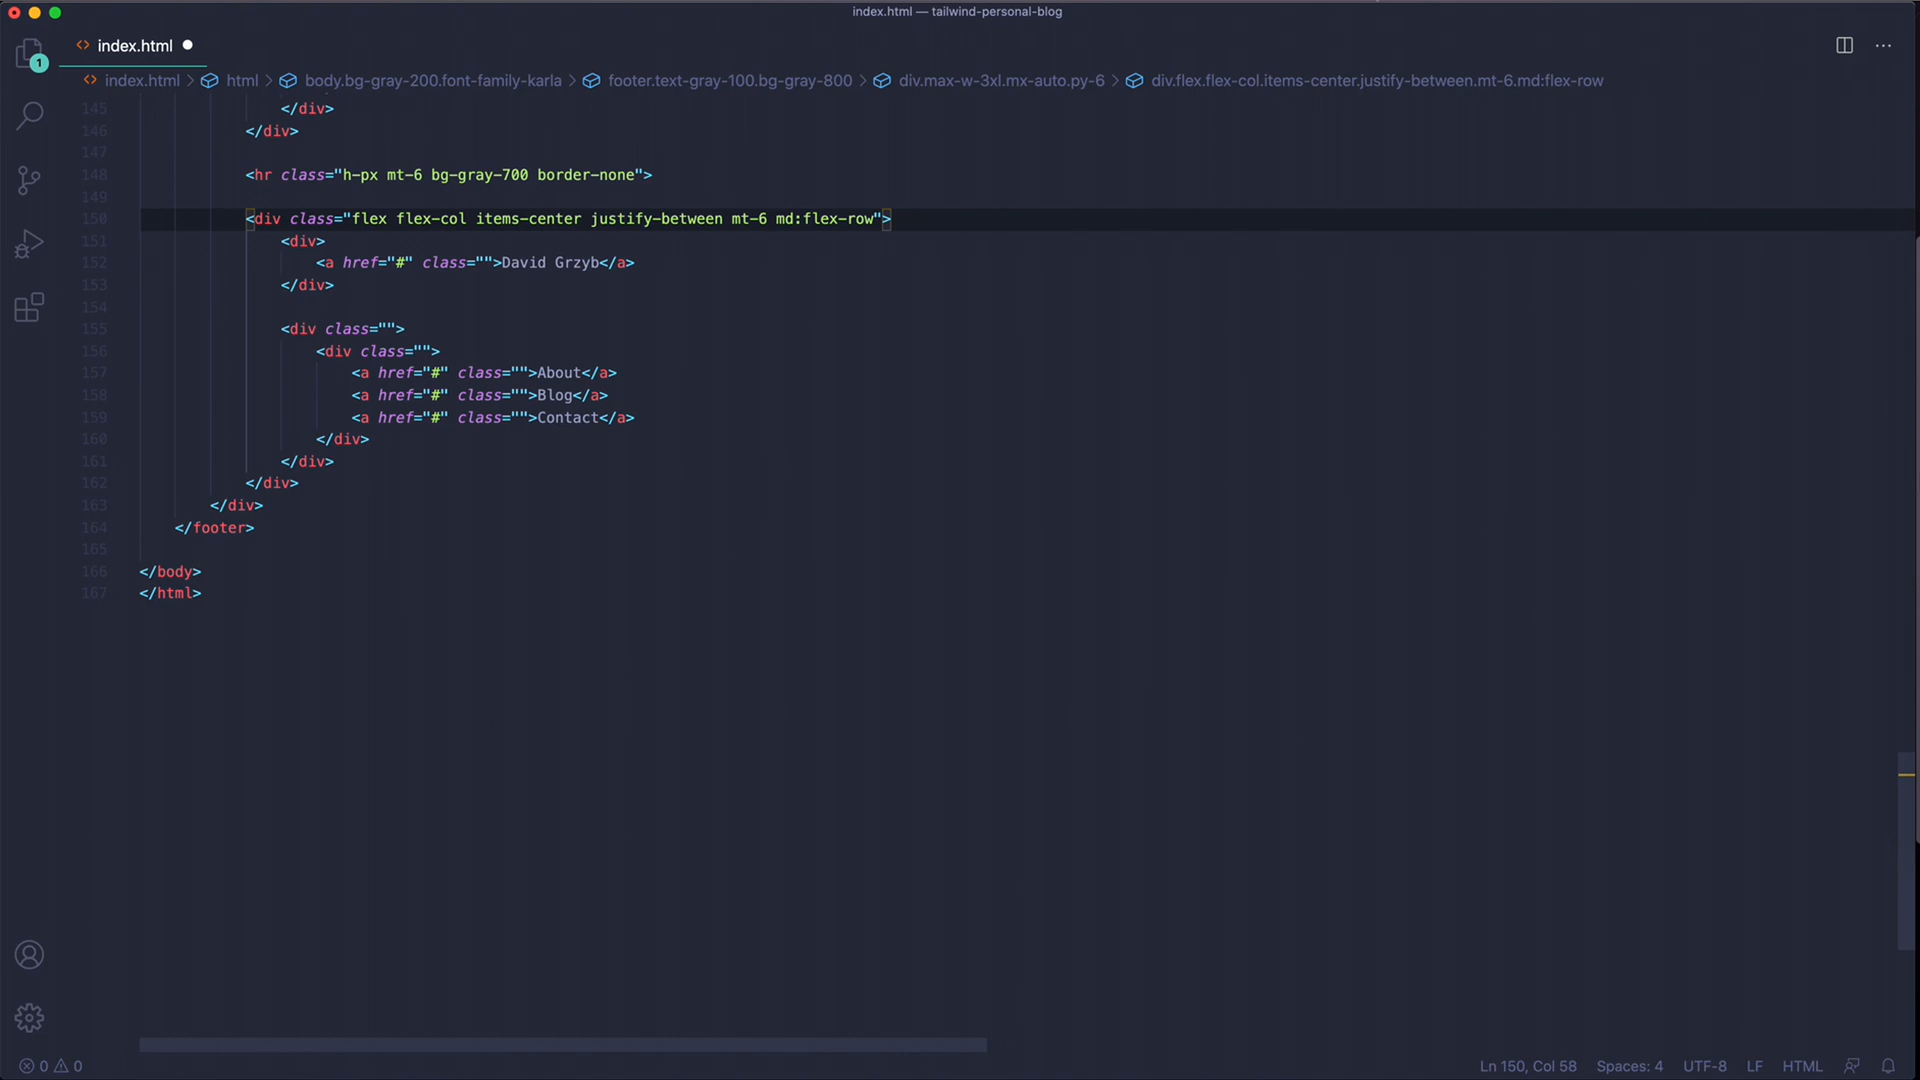 index.html — tailwind-personal-blog
index.html
1
index.html > html > body.bg-gray-200.font-family-karla > footer.text-gray-100.bg-gray-800 > div.max-w-3xl.mx-auto.py-6 > div.flex.flex-col.items-center.justify-between.mt-6.md:flex-row
145 </div>
146 </div>
147
148 <hr class="h-px mt-6 bg-gray-700 border-none">
149
150 <div class="flex flex-col items-center justify-between mt-6 md:flex-row">
151 <div>
152 <a href="#" class="">David Grzyb</a>
153 </div>
154
155 <div class="">
156 <div class="">
157 <a href="#" class="">About</a>
158 <a href="#" class="">Blog</a>
159 <a href="#" class="">Contact</a>
160 </div>
161 </div>
162 </div>
163 </div>
164 </footer>
165
166 </body>
167 </html>
0 0 Ln 150, Col 58 Spaces: 4 UTF-8 LF HTML